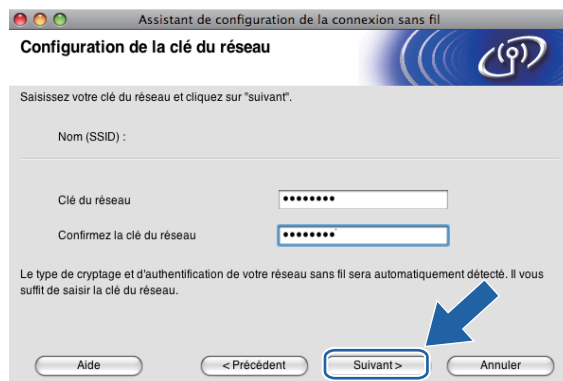 Assistant de configuration de la connexion sans fil
Configuration de la clé du réseau
Saisissez votre clé du réseau et cliquez sur "suivant".
Nom (SSID) :
Clé du réseau ••••••••
Confirmez la clé du réseau ••••••••
Le type de cryptage et d'authentification de votre réseau sans fil sera automatiquement détecté. Il vous
suffit de saisir la clé du réseau.
Aide < Précédent Suivant > Annuler